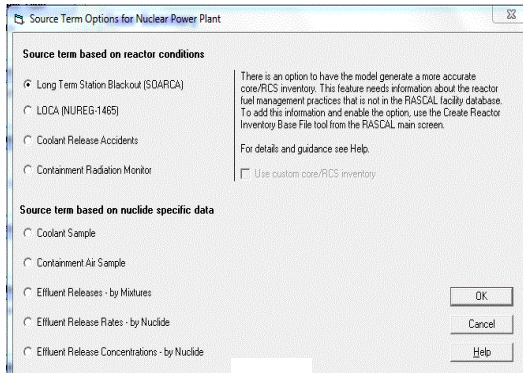 Source Term Options for Nuclear Power Plant
Source term based on reactor conditions
Long Term Station Blackout (SOARCA)
LOCA (NUREG-1465)
Coolant Release Accidents
Containment Radiation Monitor
There is an option to have the model generate a more accurate
core/RCS inventory. This feature needs information about the reactor
fuel management practices that is not in the RASCAL facility database.
To add this information and enable the option, use the Create Reactor
Inventory Base File tool from the RASCAL main screen.
For details and guidance see Help.
Use custom core/RCS inventory
Source term based on nuclide specific data
Coolant Sample
Containment Air Sample
Effluent Releases - by Mixtures
Effluent Release Rates - by Nuclide
Effluent Release Concentrations - by Nuclide
OK
Cancel
Help